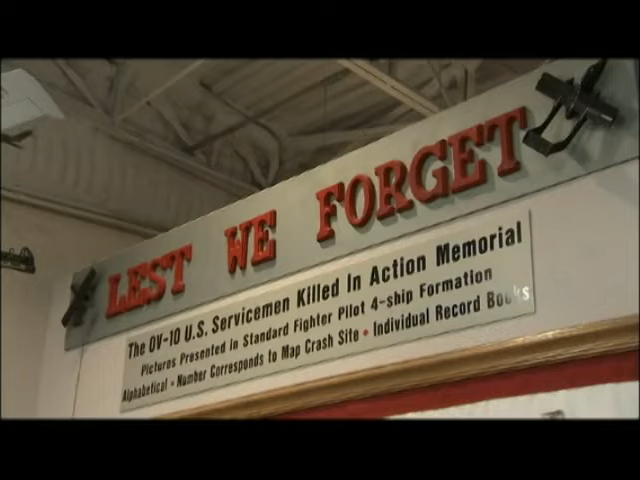 LEST WE FORGET
The OV-10 U.S. Servicemen Killed In Action Memorial
Pictures Presented in Standard Fighter Pilot 4-ship Formation
Alphabetical • Number Corresponds to Map Crash Site • Individual Record Books